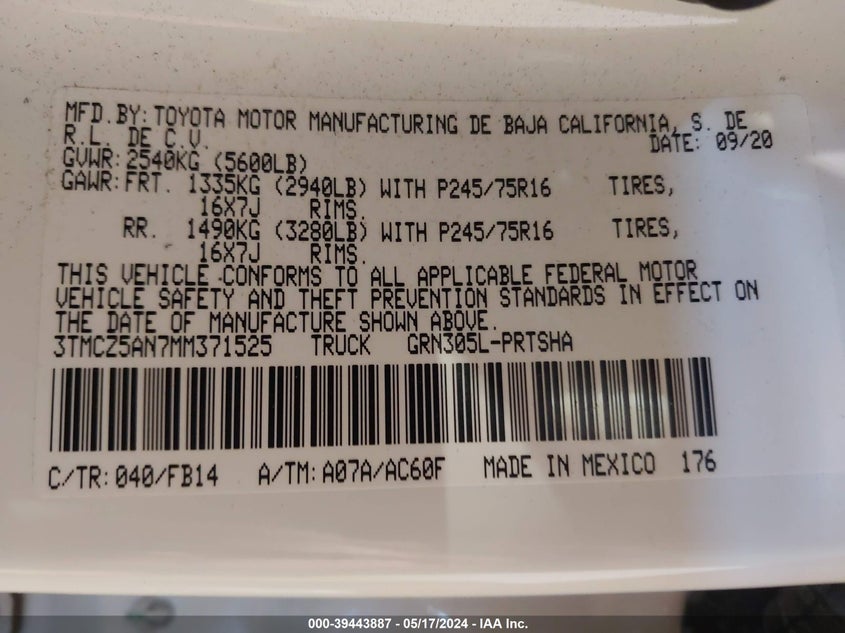 MFD.BY:TOYOTA MOTOR MANUFACTURING DE BAJA CALIFORNIA, S. DE
R.L. DE C.V. DATE: 09/20
GVWR:2540KG (5600LB)
GAWR:FRT. 1335KG (2940LB) WITH P245/75R16 TIRES,
16X7J RIMS.
RR. 1490KG (3280LB) WITH P245/75R16 TIRES,
16X7J RIMS.
THIS VEHICLE CONFORMS TO ALL APPLICABLE FEDERAL MOTOR
VEHICLE SAFETY AND THEFT PREVENTION STANDARDS IN EFFECT ON
THE DATE OF MANUFACTURE SHOWN ABOVE.
3TMCZ5AN7MM371525 TRUCK GRN305L-PRTSHA
C/TR:040/FB14 A/TM:A07A/AC60F MADE IN MEXICO 176
000-39443887 - 05/17/2024 - IAA Inc.